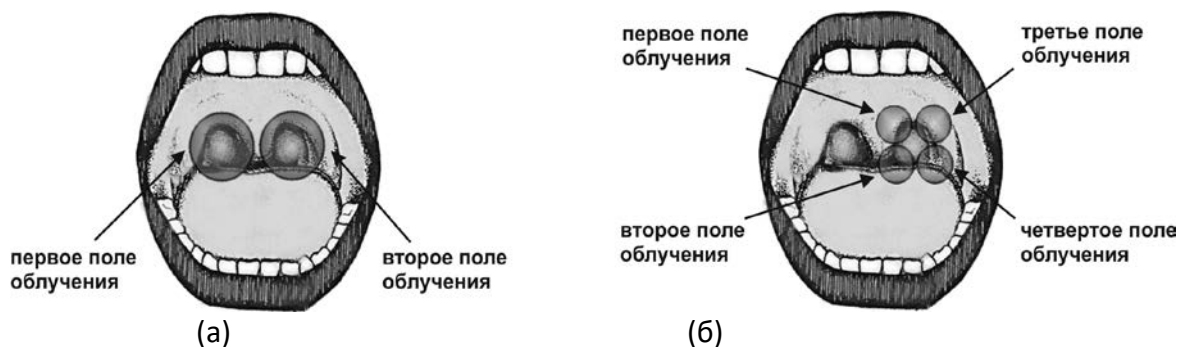 первое поле
облучения
второе поле
облучения
(а)
первое поле
облучения
третье поле
облучения
второе поле
облучения
четвертое поле
облучения
(б)